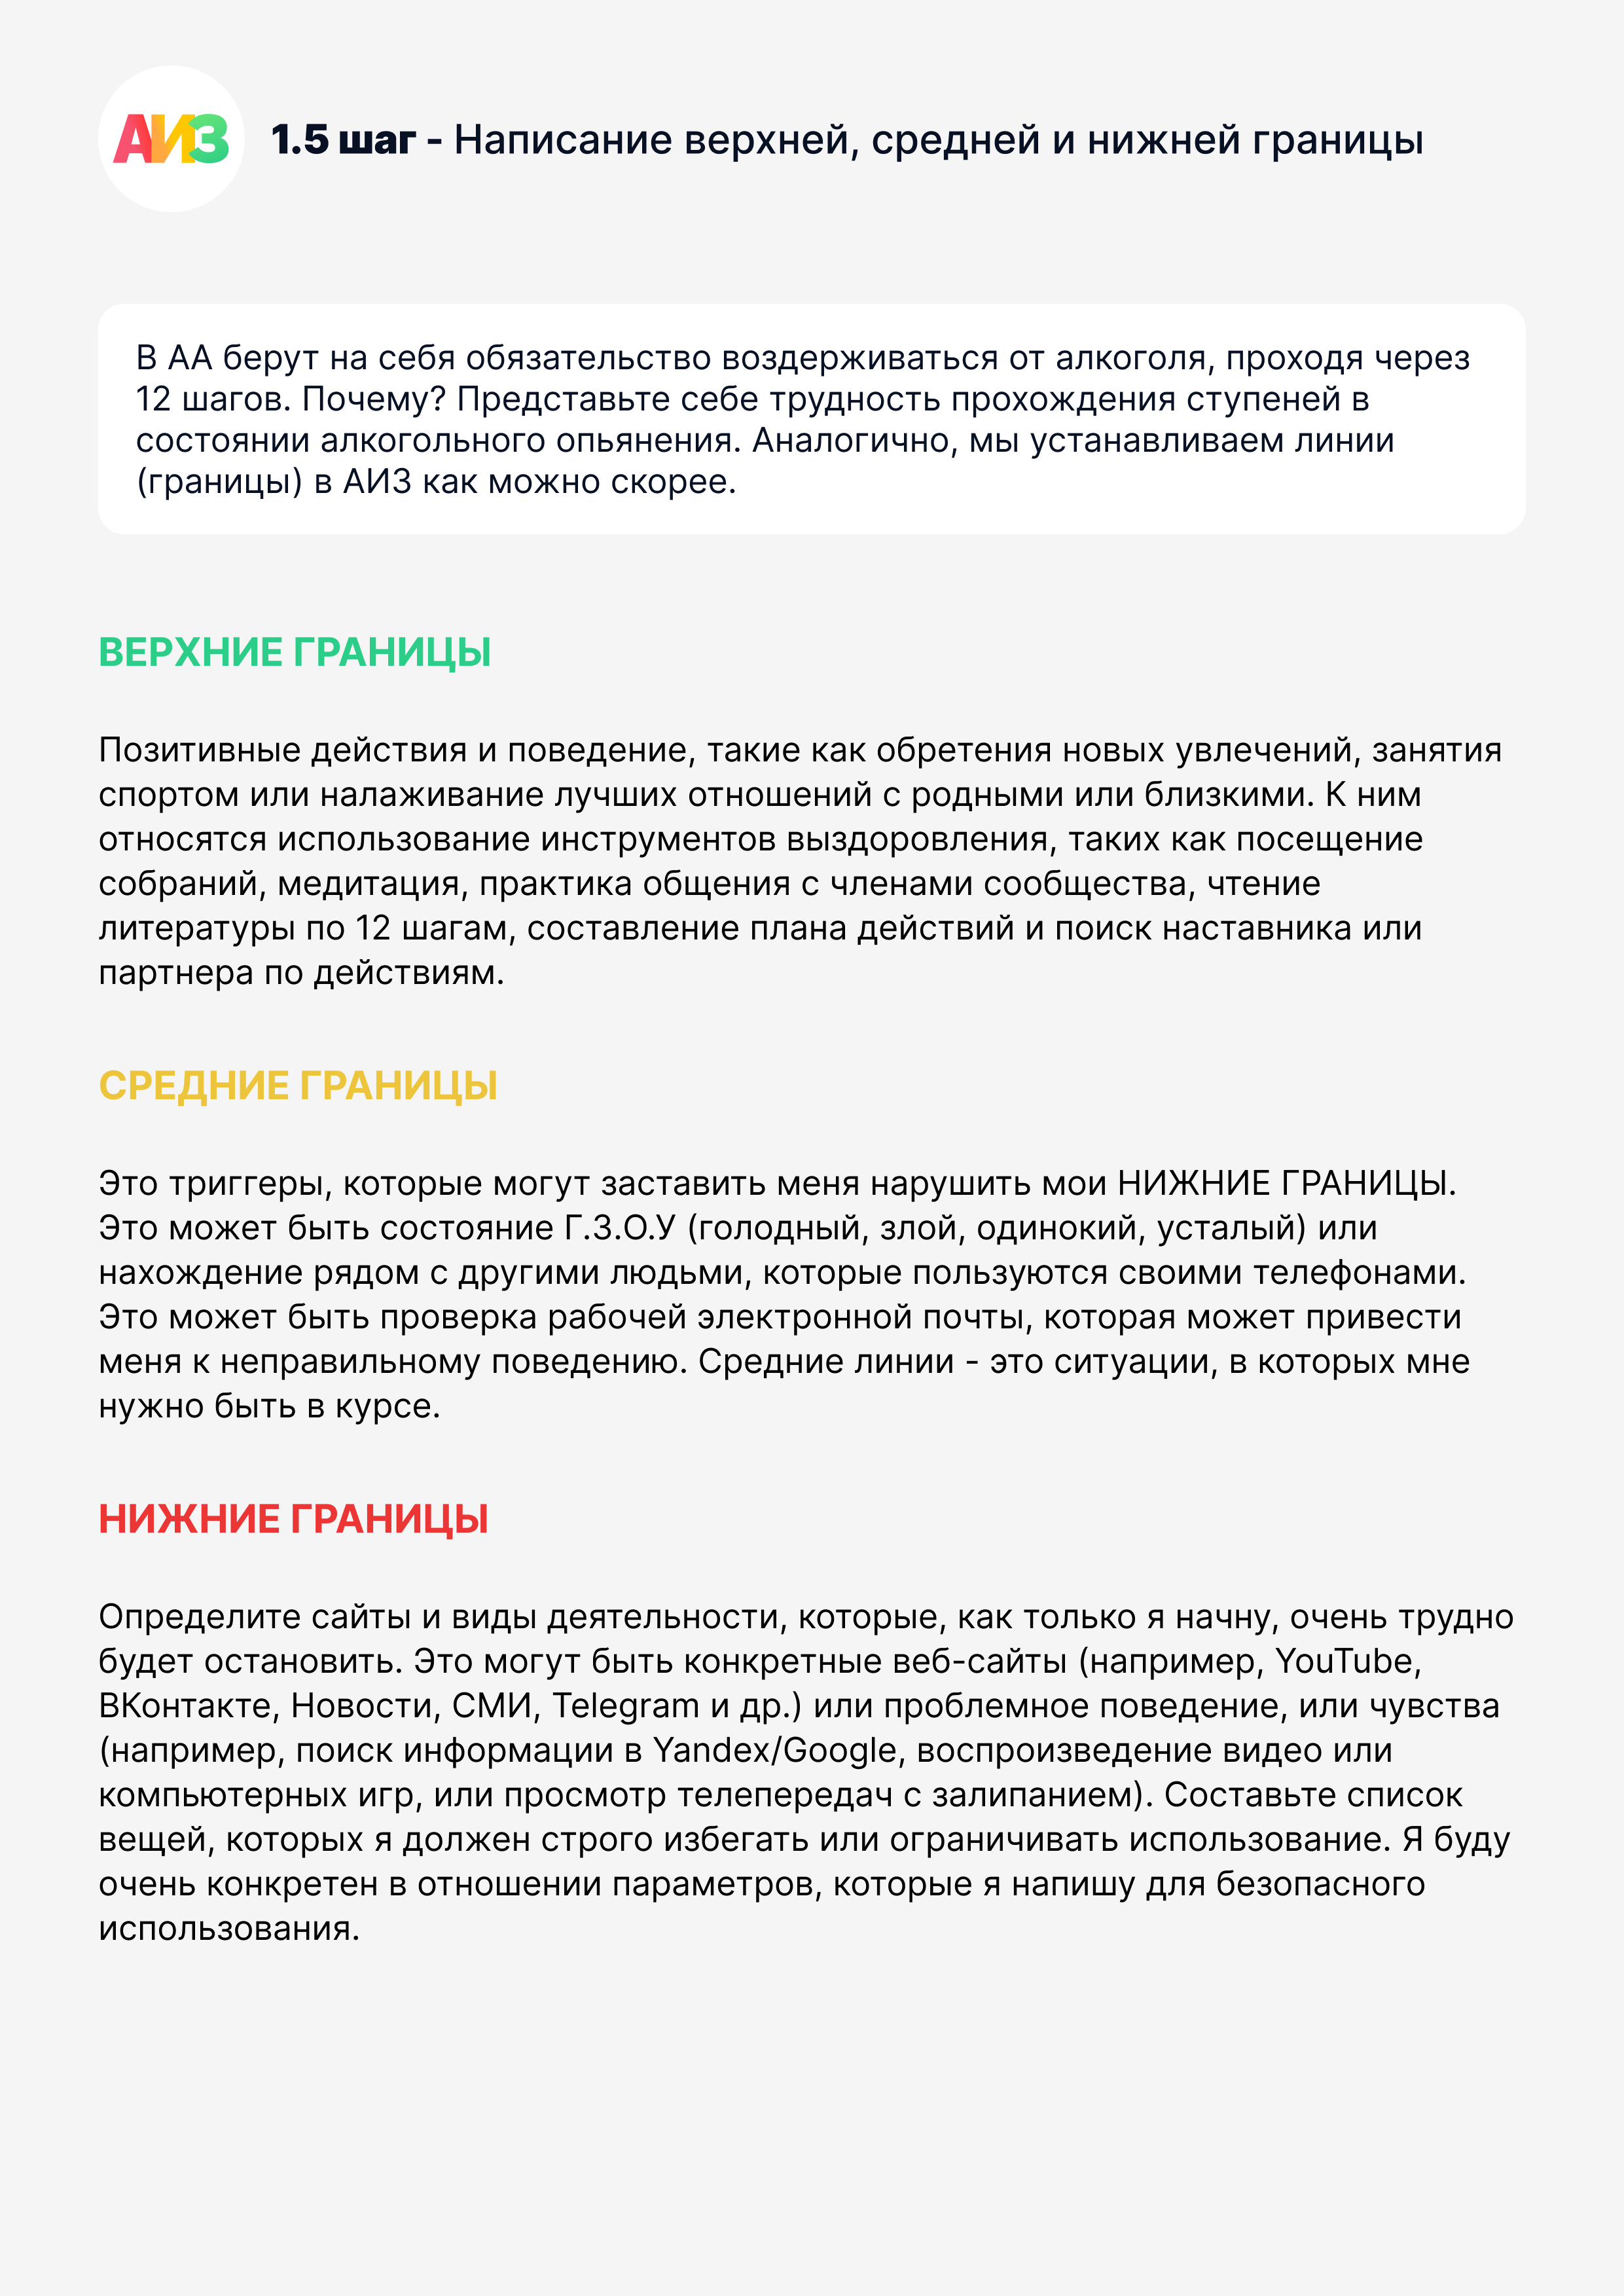 АИЗ
1.5 шаг - Написание верхней, средней и нижней границы
В АА берут на себя обязательство воздерживаться от алкоголя, проходя через
12 шагов. Почему? Представьте себе трудность прохождения ступеней в
состоянии алкогольного опьянения. Аналогично, мы устанавливаем линии
(границы) в АИЗ как можно скорее.
ВЕРХНИЕ ГРАНИЦЫ
Позитивные действия и поведение, такие как обретения новых увлечений, занятия
спортом или налаживание лучших отношений с родными или близкими. К ним
относятся использование инструментов выздоровления, таких как посещение
собраний, медитация, практика общения с членами сообщества, чтение
литературы по 12 шагам, составление плана действий и поиск наставника или
партнера по действиям.
СРЕДНИЕ ГРАНИЦЫ
Это триггеры, которые могут заставить меня нарушить мои НИЖНИЕ ГРАНИЦЫ.
Это может быть состояние Г.З.О.У (голодный, злой, одинокий, усталый) или
нахождение рядом с другими людьми, которые пользуются своими телефонами.
Это может быть проверка рабочей электронной почты, которая может привести
меня к неправильному поведению. Средние линии - это ситуации, в которых мне
нужно быть в курсе.
НИЖНИЕ ГРАНИЦЫ
Определите сайты и виды деятельности, которые, как только я начну, очень трудно
будет остановить. Это могут быть конкретные веб-сайты (например, YouTube,
ВКонтакте, Новости, СМИ, Telegram и др.) или проблемное поведение, или чувства
(например, поиск информации в Yandex/Google, воспроизведение видео или
компьютерных игр, или просмотр телепередач с залипанием). Составьте список
вещей, которых я должен строго избегать или ограничивать использование. Я буду
очень конкретен в отношении параметров, которые я напишу для безопасного
использования.